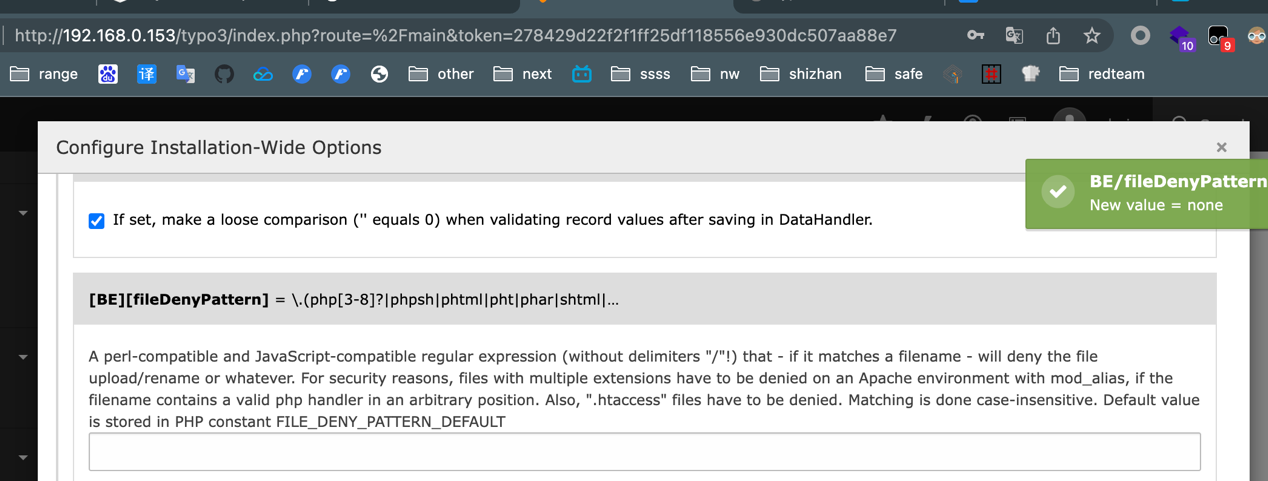 http://192.168.0.153/typo3/index.php?route=%2Fmain&token=278429d22f2f1ff25df118556e930dc507aa88e7
10
9
range
译
other
next
ssss
nw
shizhan
safe
redteam
Configure Installation-Wide Options
×
BE/fileDenyPattern
New value = none
If set, make a loose comparison ('' equals 0) when validating record values after saving in DataHandler.
[BE][fileDenyPattern] = \.(php[3-8]?|phpsh|phtml|pht|phar|shtml|...
A perl-compatible and JavaScript-compatible regular expression (without delimiters "/"!) that - if it matches a filename - will deny the file
upload/rename or whatever. For security reasons, files with multiple extensions have to be denied on an Apache environment with mod_alias, if the
filename contains a valid php handler in an arbitrary position. Also, ".htaccess" files have to be denied. Matching is done case-insensitive. Default value
is stored in PHP constant FILE_DENY_PATTERN_DEFAULT